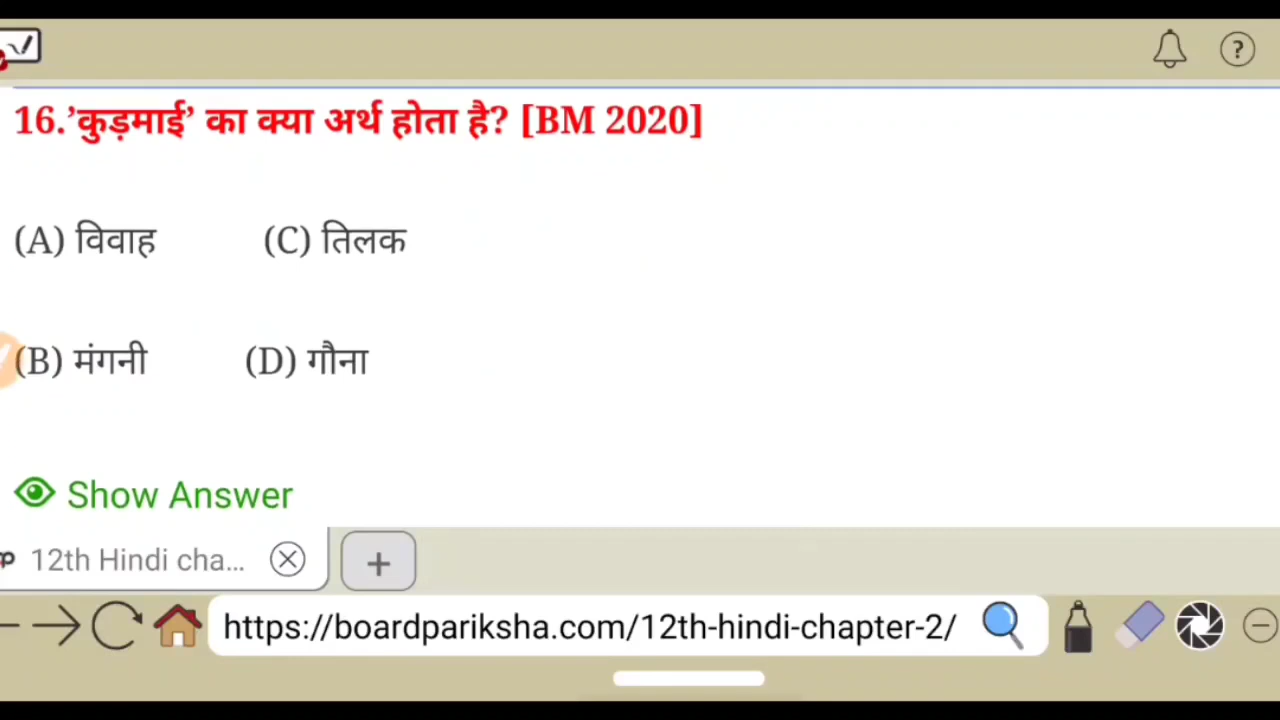 16.’कुड़माई’ का क्या अर्थ होता है? [BM 2020]
(A) विवाह (C) तिलक
(B) मंगनी (D) गौना
Show Answer
12th Hindi cha...
https://boardpariksha.com/12th-hindi-chapter-2/